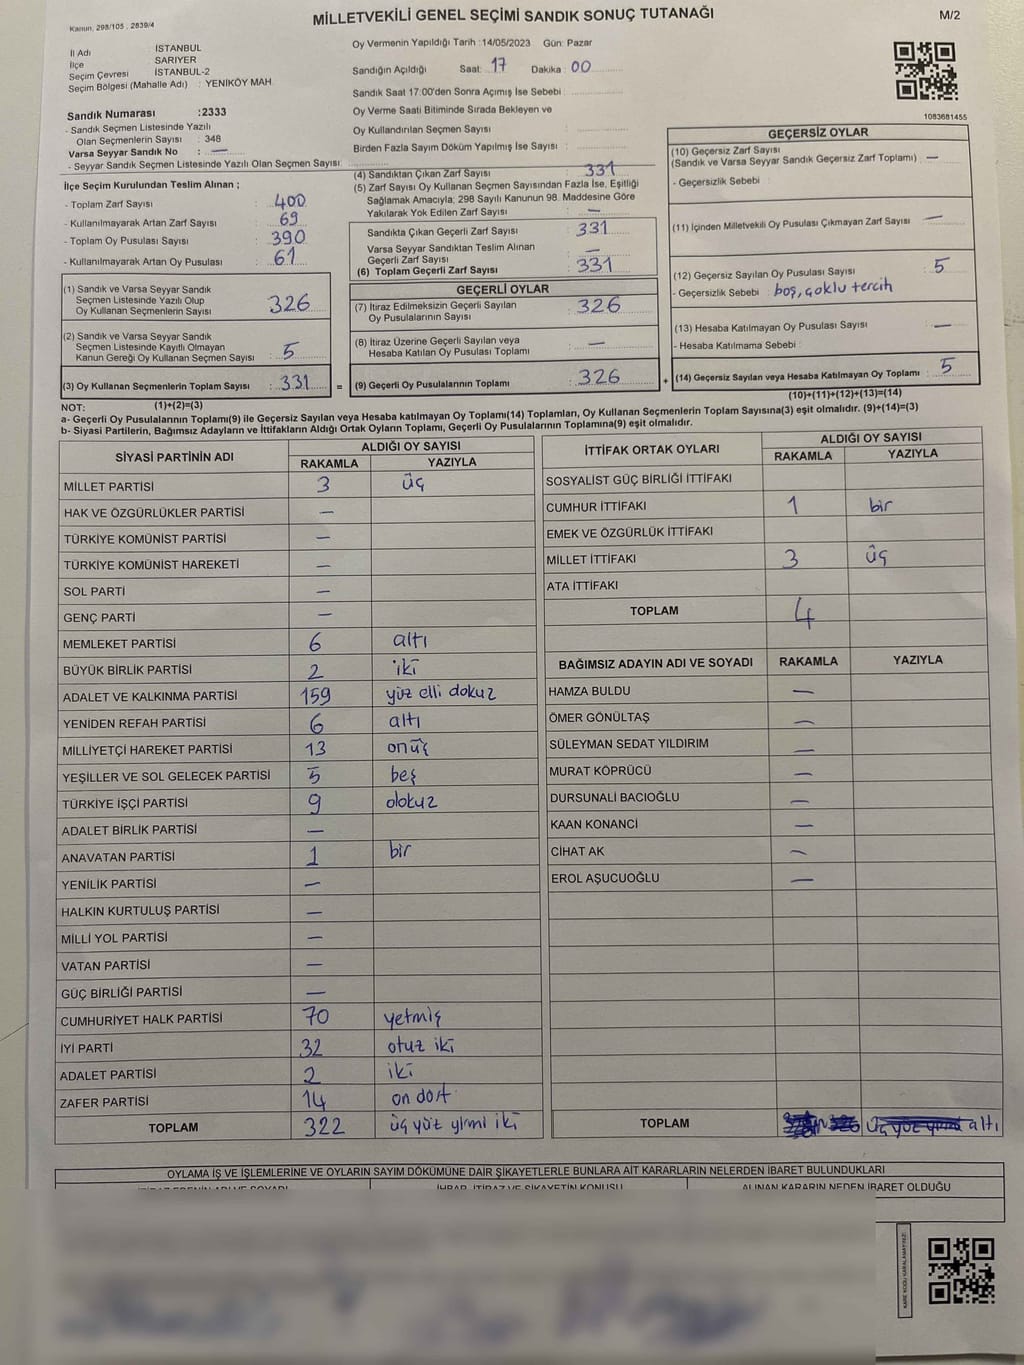 Kanun: 298/105 , 2839/4
MİLLETVEKİLİ GENEL SEÇİMİ SANDIK SONUÇ TUTANAĞI
M/2
İl Adı İSTANBUL
İlçe SARIYER
Seçim Çevresi İSTANBUL-2
Seçim Bölgesi (Mahalle Adı) : YENİKÖY MAH.
Oy Vermenin Yapıldığı Tarih :14/05/2023 Gün: Pazar
Sandığın Açıldığı Saat: 17 Dakika : 00
Sandık Saat 17:00'den Sonra Açımış İse Sebebi :
Oy Verme Saati Bitiminde Sırada Bekleyen ve
Oy Kullandırılan Seçmen Sayısı :
Birden Fazla Sayım Döküm Yapılmış İse Sayısı :
1083681455
Sandık Numarası :2333
- Sandık Seçmen Listesinde Yazılı
Olan Seçmenlerin Sayısı : 348
Varsa Seyyar Sandık No : —
- Seyyar Sandık Seçmen Listesinde Yazılı Olan Seçmen Sayısı:
İlçe Seçim Kurulundan Teslim Alınan ;
- Toplam Zarf Sayısı : 400
- Kullanılmayarak Artan Zarf Sayısı : 69
- Toplam Oy Pusulası Sayısı : 390
- Kullanılmayarak Artan Oy Pusulası : 61
(1) Sandık ve Varsa Seyyar Sandık
Seçmen Listesinde Yazılı Olup
Oy Kullanan Seçmenlerin Sayısı : 326
(2) Sandık ve Varsa Seyyar Sandık
Seçmen Listesinde Kayıtlı Olmayan
Kanun Gereği Oy Kullanan Seçmen Sayısı : 5
(3) Oy Kullanan Seçmenlerin Toplam Sayısı : 331
(1)+(2)=(3)
(4) Sandıktan Çıkan Zarf Sayısı : 331
(5) Zarf Sayısı Oy Kullanan Seçmen Sayısından Fazla İse, Eşitliği
Sağlamak Amacıyla; 298 Sayılı Kanunun 98. Maddesine Göre
Yakılarak Yok Edilen Zarf Sayısı : —
Sandıkta Çıkan Geçerli Zarf Sayısı : 331
Varsa Seyyar Sandıktan Teslim Alınan
Geçerli Zarf Sayısı : —
(6) Toplam Geçerli Zarf Sayısı : 331
GEÇERLİ OYLAR
(7) İtiraz Edilmeksizin Geçerli Sayılan
Oy Pusulalarının Sayısı : 326
(8) İtiraz Üzerine Geçerli Sayılan veya
Hesaba Katılan Oy Pusulası Toplamı : —
= (9) Geçerli Oy Pusulalarının Toplamı : 326
GEÇERSİZ OYLAR
(10) Geçersiz Zarf Sayısı
(Sandık ve Varsa Seyyar Sandık Geçersiz Zarf Toplamı) : —
- Geçersizlik Sebebi :
(11) İçinden Milletvekili Oy Pusulası Çıkmayan Zarf Sayısı : —
(12) Geçersiz Sayılan Oy Pusulası Sayısı : 5
- Geçersizlik Sebebi : boş, çoklu tercih
(13) Hesaba Katılmayan Oy Pusulası Sayısı : —
- Hesaba Katılmama Sebebi :
+ (14) Geçersiz Sayılan veya Hesaba Katılmayan Oy Toplamı : 5
(10)+(11)+(12)+(13)=(14)
NOT:
a- Geçerli Oy Pusulalarının Toplamı(9) ile Geçersiz Sayılan veya Hesaba katılmayan Oy Toplamı(14) Toplamları, Oy Kullanan Seçmenlerin Toplam Sayısına(3) eşit olmalıdır. (9)+(14)=(3)
b- Siyasi Partilerin, Bağımsız Adayların ve İttifakların Aldığı Ortak Oyların Toplamı, Geçerli Oy Pusulalarının Toplamına(9) eşit olmalıdır.
SİYASİ PARTİNİN ADI ALDIĞI OY SAYISI
RAKAMLA YAZIYLA
MİLLET PARTİSİ 3 üç
HAK VE ÖZGÜRLÜKLER PARTİSİ —
TÜRKİYE KOMÜNİST PARTİSİ —
TÜRKİYE KOMÜNİST HAREKETİ —
SOL PARTİ —
GENÇ PARTİ —
MEMLEKET PARTİSİ 6 altı
BÜYÜK BİRLİK PARTİSİ 2 iki
ADALET VE KALKINMA PARTİSİ 159 yüz elli dokuz
YENİDEN REFAH PARTİSİ 6 altı
MİLLİYETÇİ HAREKET PARTİSİ 13 onüç
YEŞİLLER VE SOL GELECEK PARTİSİ 5 beş
TÜRKİYE İŞÇİ PARTİSİ 9 dokuz
ADALET BİRLİK PARTİSİ —
ANAVATAN PARTİSİ 1 bir
YENİLİK PARTİSİ —
HALKIN KURTULUŞ PARTİSİ —
MİLLİ YOL PARTİSİ —
VATAN PARTİSİ —
GÜÇ BİRLİĞİ PARTİSİ —
CUMHURİYET HALK PARTİSİ 70 yetmiş
İYİ PARTİ 32 otuz iki
ADALET PARTİSİ 2 iki
ZAFER PARTİSİ 14 on dört
TOPLAM 322 üç yüz yirmi iki
İTTİFAK ORTAK OYLARI ALDIĞI OY SAYISI
RAKAMLA YAZIYLA
SOSYALİST GÜÇ BİRLİĞİ İTTİFAKI
CUMHUR İTTİFAKI 1 bir
EMEK VE ÖZGÜRLÜK İTTİFAKI
MİLLET İTTİFAKI 3 üç
ATA İTTİFAKI
TOPLAM 4
BAĞIMSIZ ADAYIN ADI VE SOYADI RAKAMLA YAZIYLA
HAMZA BULDU —
ÖMER GÖNÜLTAŞ —
SÜLEYMAN SEDAT YILDIRIM —
MURAT KÖPRÜCÜ —
DURSUNALİ BACIOĞLU —
KAAN KONANCİ —
CİHAT AK —
EROL AŞUCUOĞLU —
TOPLAM altı
OYLAMA İŞ VE İŞLEMLERİNE VE OYLARIN SAYIM DÖKÜMÜNE DAİR ŞİKAYETLERLE BUNLARA AİT KARARLARIN NELERDEN İBARET BULUNDUKLARI
İHBAR, İTİRAZ VE ŞİKAYETİN KONUSU ALINAN KARARIN NEDEN İBARET OLDUĞU